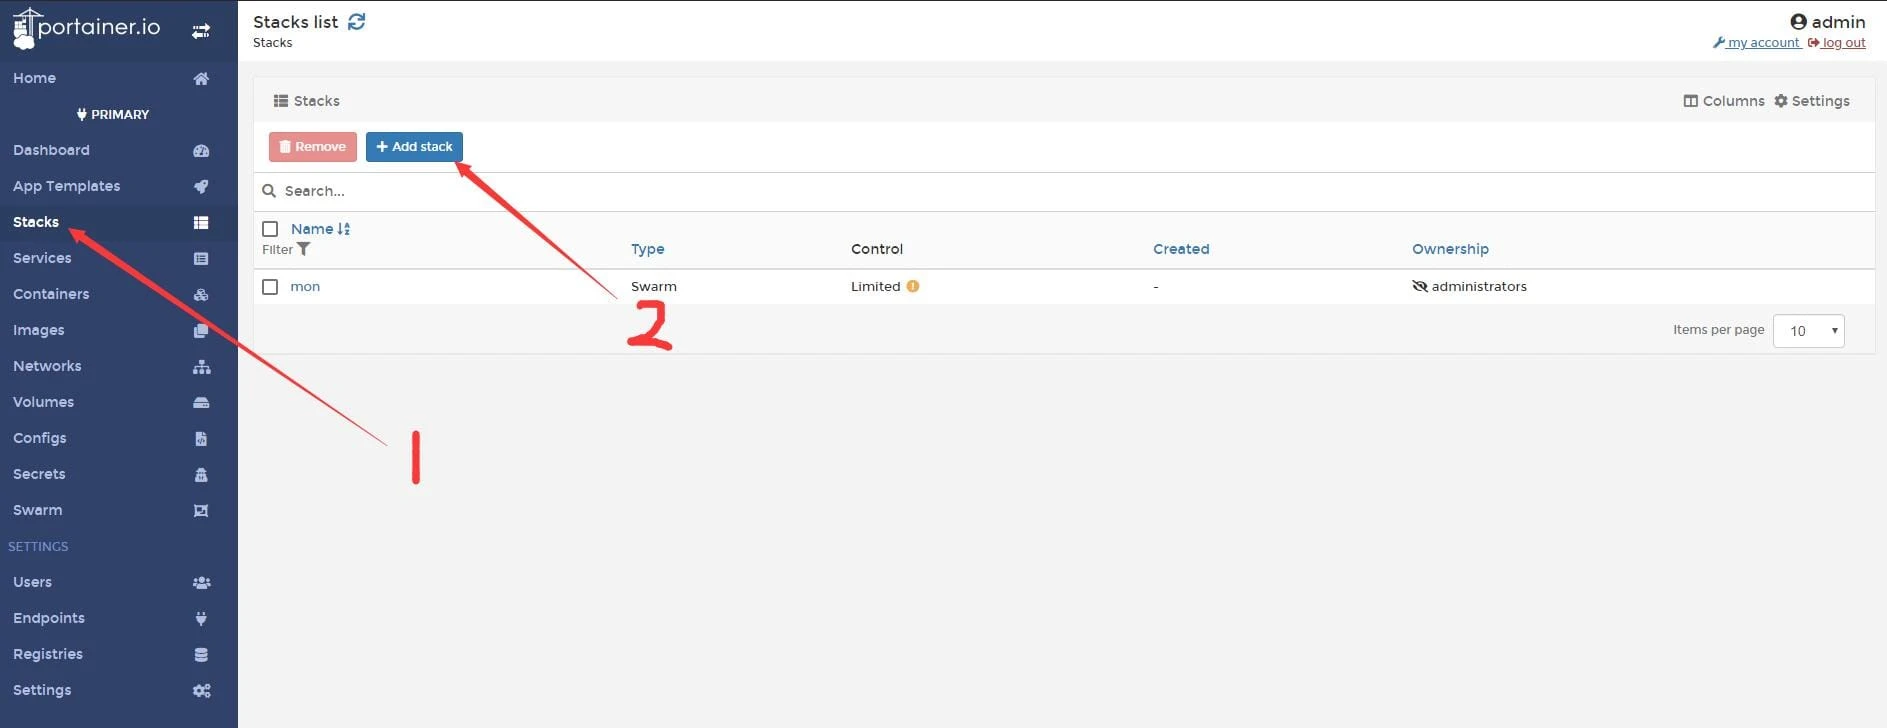 portainer.io
Home
PRIMARY
Dashboard
App Templates
Stacks
Services
Containers
Images
Networks
Volumes
Configs
Secrets
Swarm
SETTINGS
Users
Endpoints
Registries
Settings
Stacks list
Stacks
admin
my account log out
Stacks
Columns Settings
Remove + Add stack
Search...
Name
Filter
Type Control Created Ownership
mon Swarm Limited - administrators
Items per page 10
2
1